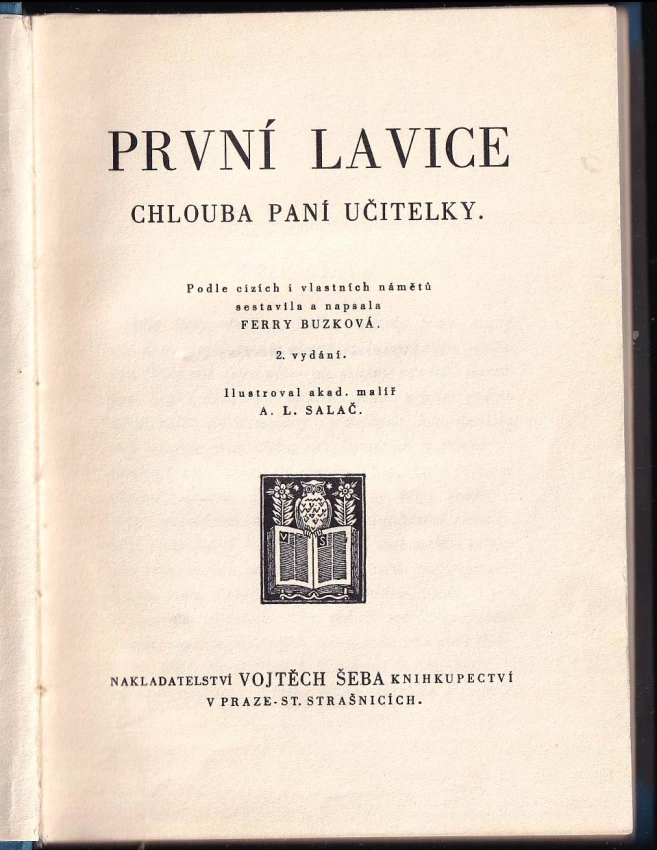 PRVNÍ LAVICE
CHLOUBA PANÍ UČITELKY.
Podle cizích i vlastních námětů
sestavila a napsala
FERRY BUZKOVÁ.
2. vydání.
Ilustroval akad. malíř
A. L. SALAČ.
V Š
NAKLADATELSTVÍ VOJTĚCH ŠEBA KNIHKUPECTVÍ
V PRAZE-ST. STRAŠNICÍCH.